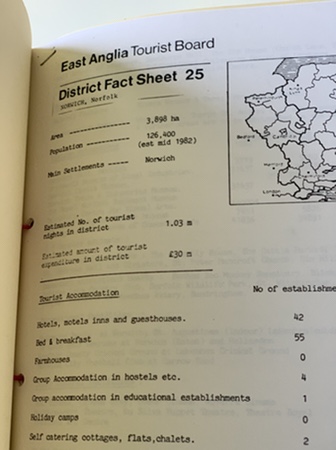 East Anglia Tourist Board
District Fact Sheet 25
NORWICH, Norfolk
Area ---------------- 3,898 ha
Population ------------ 126,400
(est mid 1982)
Main Settlements ----- Norwich
Estimated No. of tourist
nights in district 1.03 m
Estimated amount of tourist
expenditure in district £30 m
Tourist Accommodation
No of establishme
Hotels, motels inns and guesthouses. 42
Bed & breakfast 55
Farmhouses 0
Group Accommodation in hostels etc. 4
Group accommodation in educational establishments 1
Holiday camps 0
Self catering cottages, flats,chalets. 2